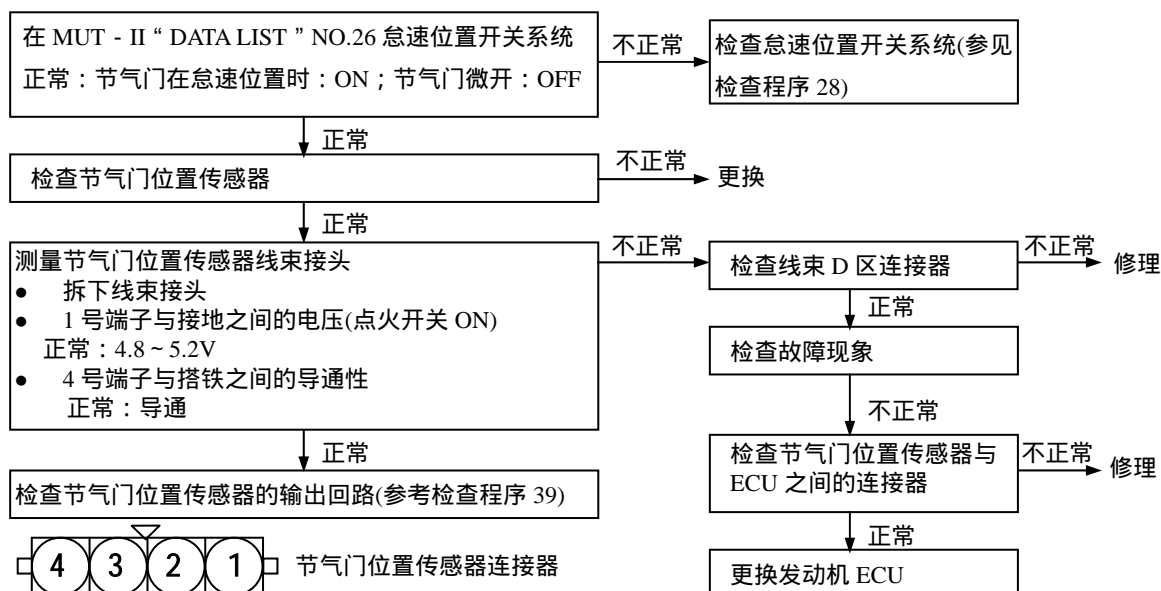 在 MUT - II “ DATA LIST ” NO.26 怠速位置开关系统
正常：节气门在怠速位置时：ON；节气门微开：OFF
不正常
检查怠速位置开关系统(参见
检查程序 28)
正常
检查节气门位置传感器
不正常
更换
正常
测量节气门位置传感器线束接头
● 拆下线束接头
● 1 号端子与接地之间的电压(点火开关 ON)
正常：4.8～5.2V
● 4 号端子与搭铁之间的导通性
正常：导通
不正常
检查线束 D 区连接器
不正常
修理
正常
检查故障现象
不正常
检查节气门位置传感器与
ECU 之间的连接器
不正常
修理
正常
更换发动机 ECU
正常
检查节气门位置传感器的输出回路(参考检查程序 39)
4 3 2 1
节气门位置传感器连接器